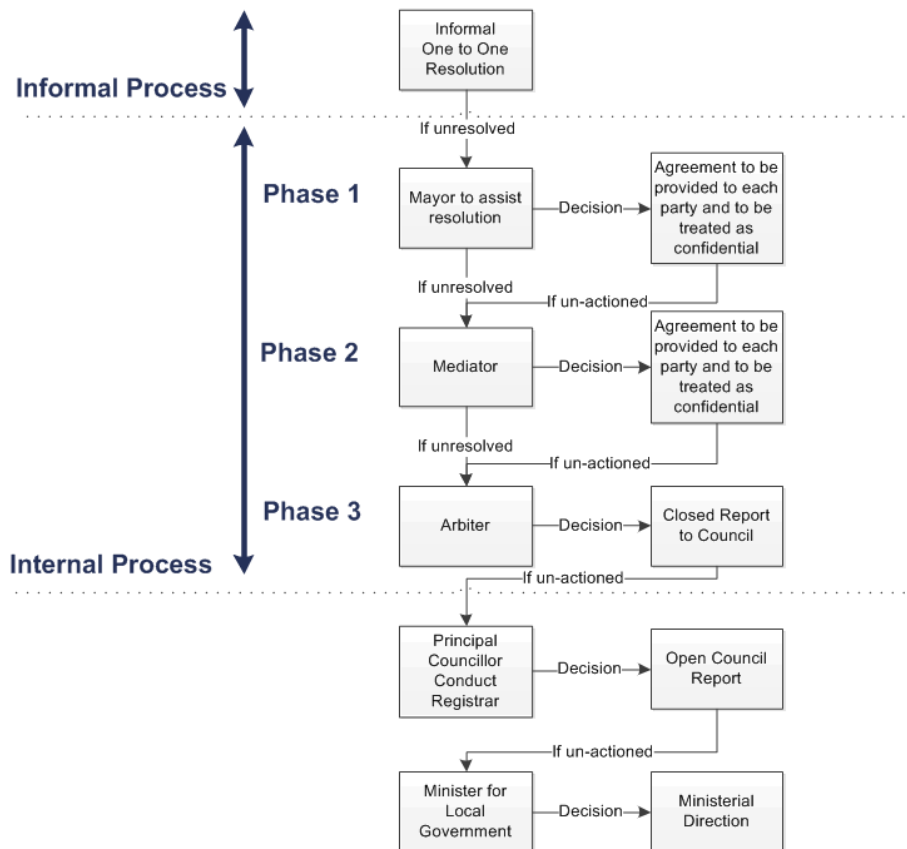 Informal
One to One
Resolution
Informal Process
If unresolved
Phase 1
Mayor to assist
resolution
Decision
Agreement to be
provided to each
party and to be
treated as
confidential
If unresolved
If un-actioned
Phase 2
Mediator
Decision
Agreement to be
provided to each
party and to be
treated as
confidential
If unresolved
If un-actioned
Phase 3
Arbiter
Decision
Closed Report
to Council
Internal Process
If un-actioned
Principal
Councillor
Conduct
Registrar
Decision
Open Council
Report
If un-actioned
Minister for
Local
Government
Decision
Ministerial
Direction